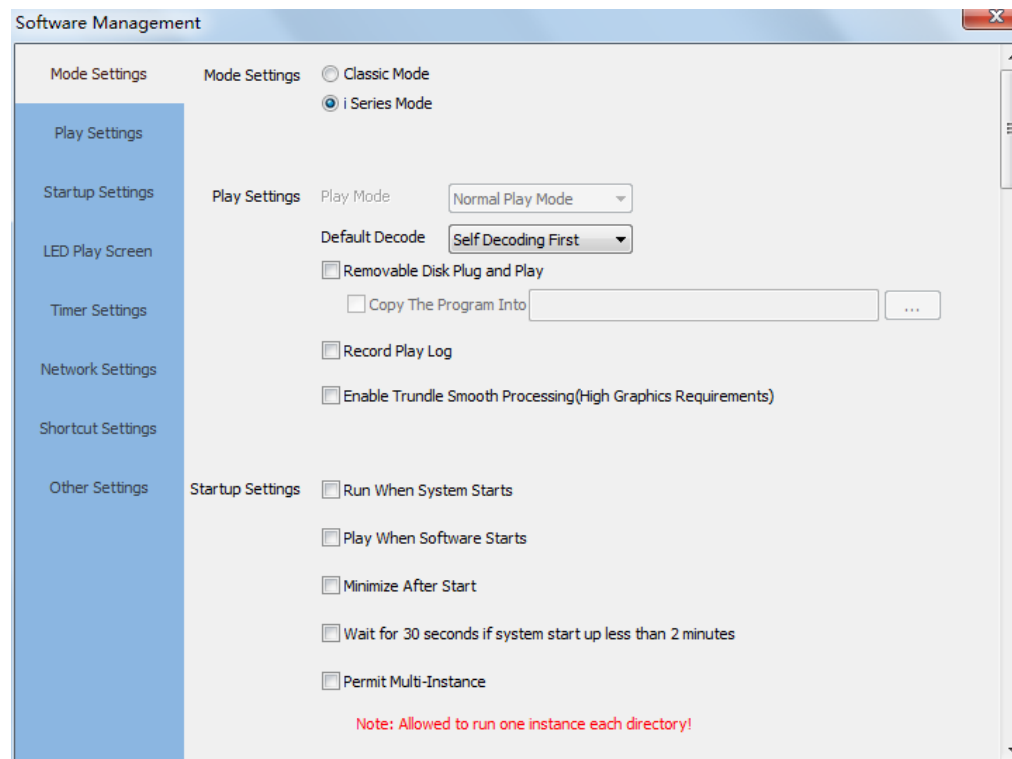 Software Management
Mode Settings
Play Settings
Startup Settings
LED Play Screen
Timer Settings
Network Settings
Shortcut Settings
Other Settings
Mode Settings
Classic Mode
i Series Mode
Play Settings
Play Mode
Normal Play Mode
Default Decode
Self Decoding First
Removable Disk Plug and Play
Copy The Program Into
...
Record Play Log
Enable Trundle Smooth Processing(High Graphics Requirements)
Startup Settings
Run When System Starts
Play When Software Starts
Minimize After Start
Wait for 30 seconds if system start up less than 2 minutes
Permit Multi-Instance
Note: Allowed to run one instance each directory!